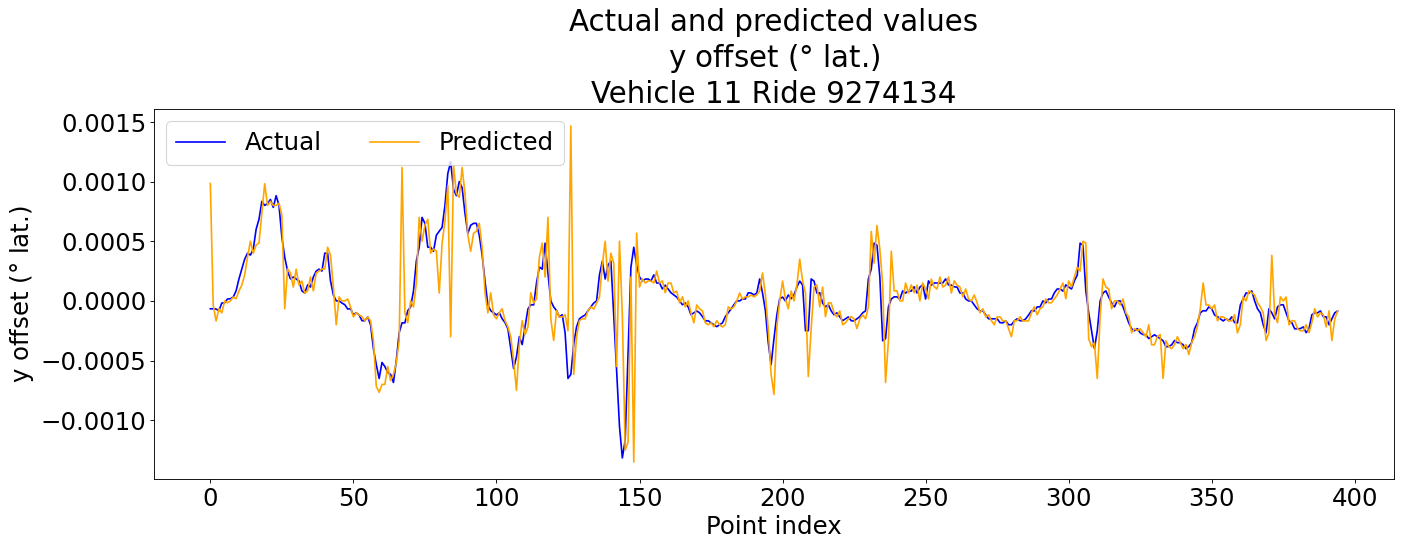 Actual and predicted values
y offset (° lat.)
Vehicle 11 Ride 9274134
Actual
Predicted
y offset (° lat.)
0.0015
0.0010
0.0005
0.0000
−0.0005
−0.0010
0
50
100
150
200
250
300
350
400
Point index